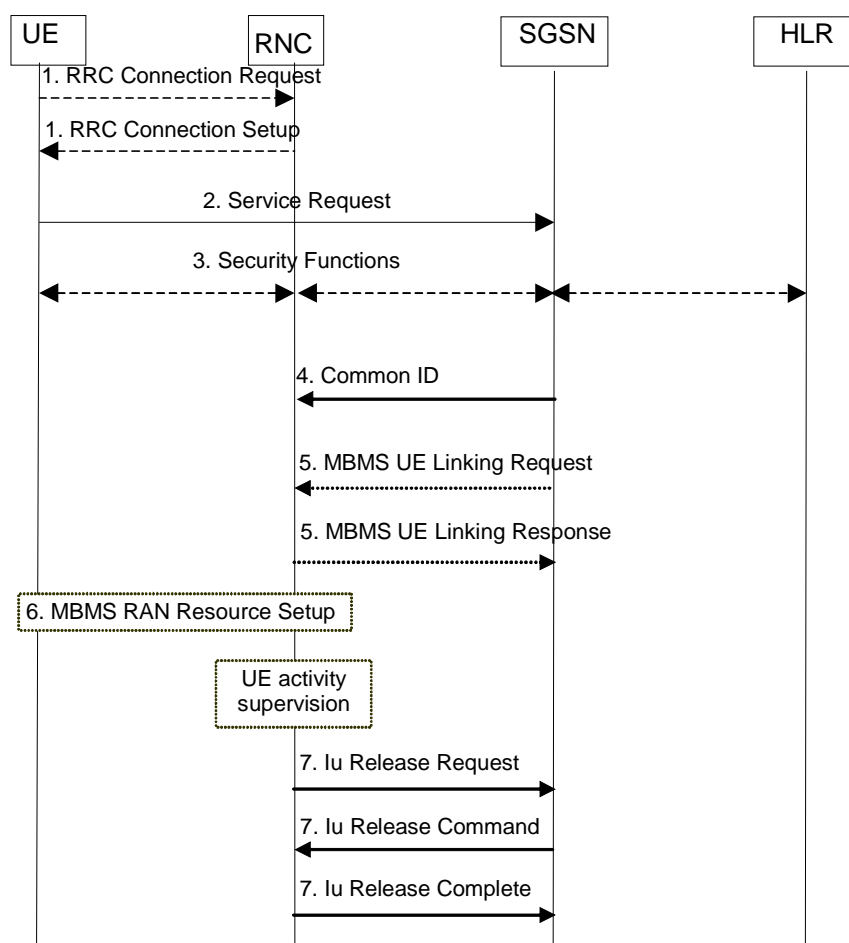 UE
RNC
SGSN
HLR
1. RRC Connection Request
1. RRC Connection Setup
2. Service Request
3. Security Functions
4. Common ID
5. MBMS UE Linking Request
5. MBMS UE Linking Response
6. MBMS RAN Resource Setup
UE activity
supervision
7. Iu Release Request
7. Iu Release Command
7. Iu Release Complete